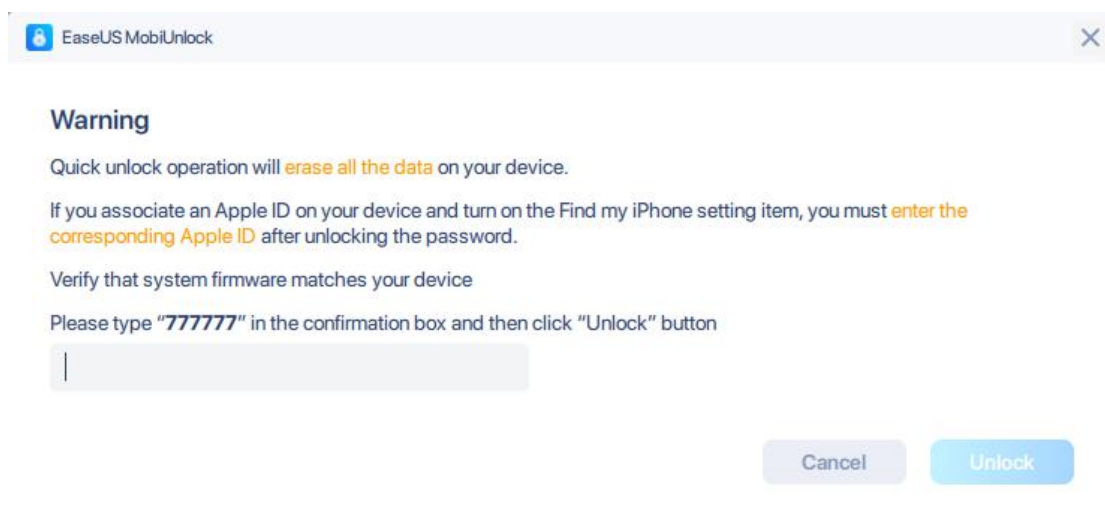 EaseUS MobiUnlock
Warning
Quick unlock operation will erase all the data on your device.
If you associate an Apple ID on your device and turn on the Find my iPhone setting item, you must enter the
corresponding Apple ID after unlocking the password.
Verify that system firmware matches your device
Please type “777777” in the confirmation box and then click “Unlock” button
Cancel
Unlock